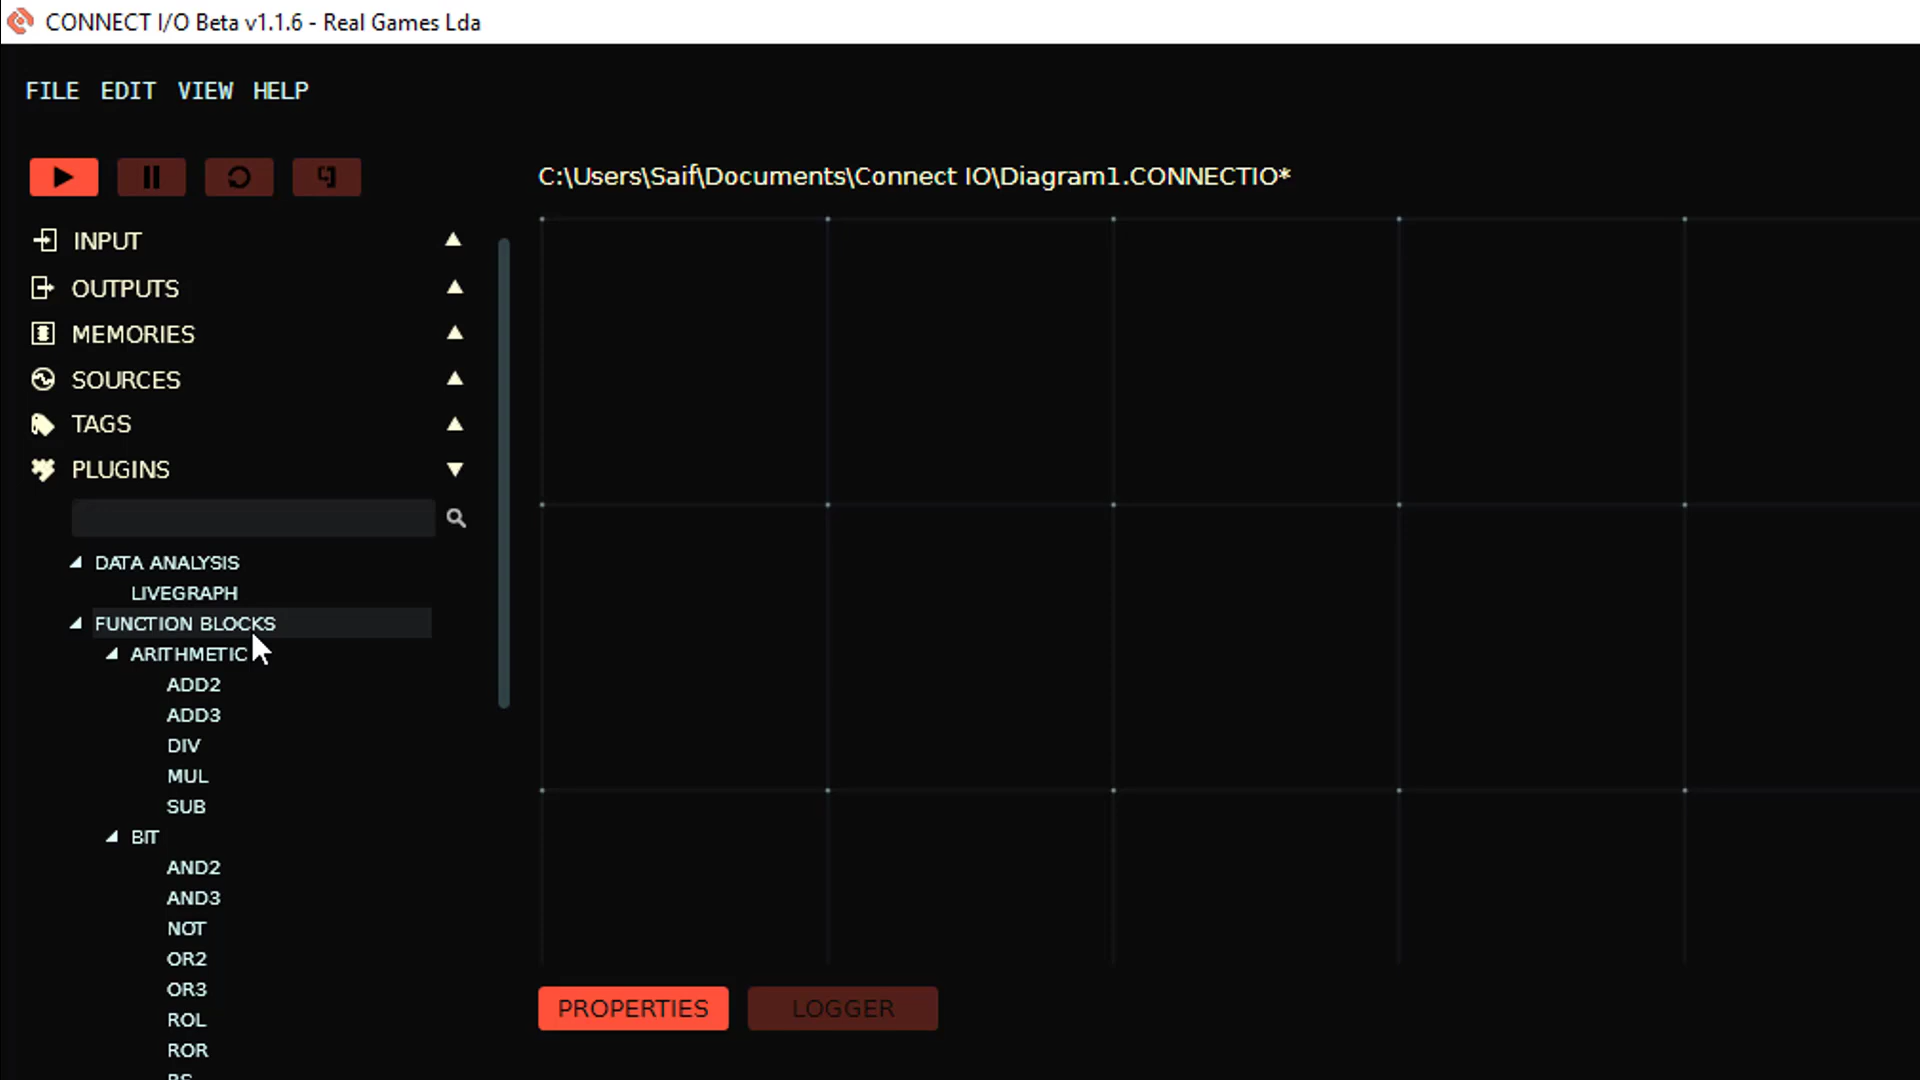 CONNECT I/O Beta v1.1.6 - Real Games Lda
FILE EDIT VIEW HELP
C:\Users\Saif\Documents\Connect IO\Diagram1.CONNECTIO*
INPUT
OUTPUTS
MEMORIES
SOURCES
TAGS
PLUGINS
DATA ANALYSIS
LIVEGRAPH
FUNCTION BLOCKS
ARITHMETIC
ADD2
ADD3
DIV
MUL
SUB
BIT
AND2
AND3
NOT
OR2
OR3
ROL
ROR
PROPERTIES LOGGER